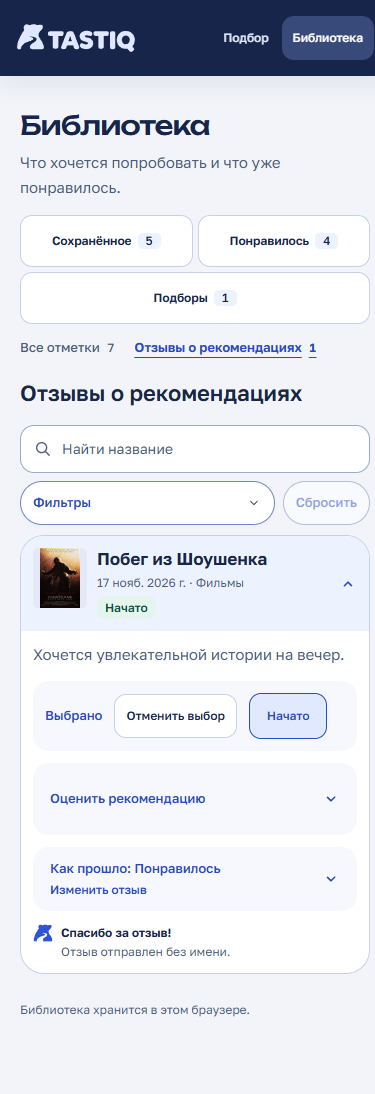 TASTIQ
Подбор
Библиотека
Библиотека
Что хочется попробовать и что уже
понравилось.
Сохранённое 5
Понравилось 4
Подборы 1
Все отметки 7
Отзывы о рекомендациях 1
Отзывы о рекомендациях
Найти название
Фильтры
Сбросить
Побег из Шоушенка
17 нояб. 2026 г. · Фильмы
Начато
Хочется увлекательной истории на вечер.
Выбрано
Отменить выбор
Начато
Оценить рекомендацию
Как прошло: Понравилось
Изменить отзыв
Спасибо за отзыв!
Отзыв отправлен без имени.
Библиотека хранится в этом браузере.